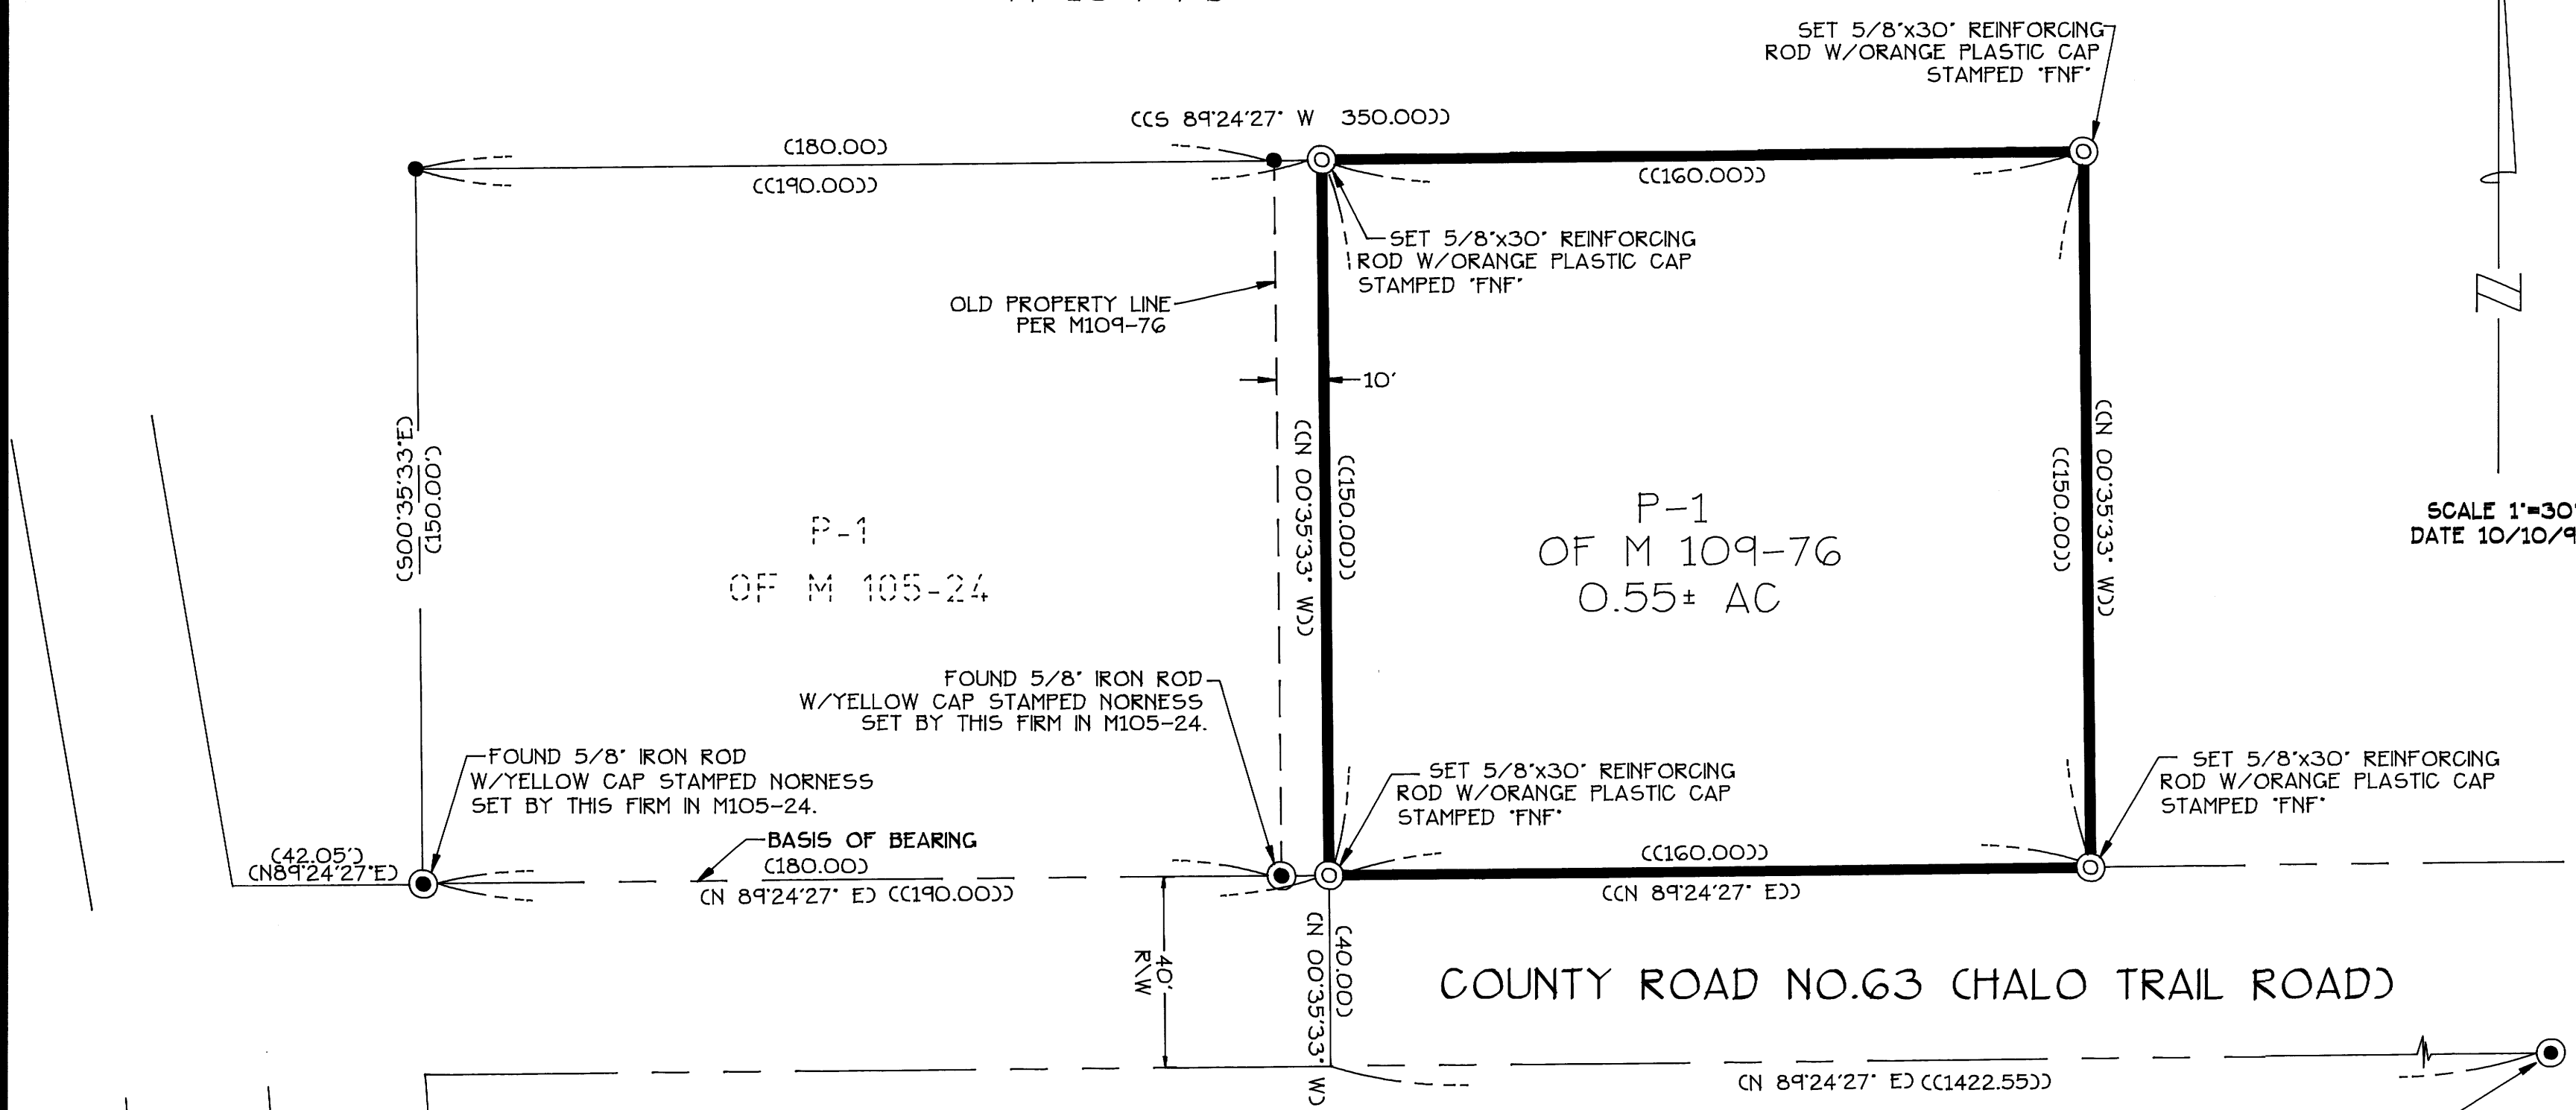 SET 5/8"x30" REINFORCING
ROD W/ORANGE PLASTIC CAP
STAMPED "FNF"
((S 89°24'27" W 350.00))
(180.00)
((190.00))
((160.00))
SET 5/8"x30" REINFORCING
ROD W/ORANGE PLASTIC CAP
STAMPED "FNF"
OLD PROPERTY LINE
PER M109-76
10'
(S00°35'33"E)
(150.00')
((N 00°35'33" W))
((150.00))
((150.00))
((N 00°35'33" W))
P-1
OF M 105-24
P-1
OF M 109-76
0.55± AC
SCALE 1"=30'
DATE 10/10/9
FOUND 5/8" IRON ROD
W/YELLOW CAP STAMPED NORNESS
SET BY THIS FIRM IN M105-24.
FOUND 5/8" IRON ROD
W/YELLOW CAP STAMPED NORNESS
SET BY THIS FIRM IN M105-24.
SET 5/8"x30" REINFORCING
ROD W/ORANGE PLASTIC CAP
STAMPED "FNF"
SET 5/8"x30" REINFORCING
ROD W/ORANGE PLASTIC CAP
STAMPED "FNF"
BASIS OF BEARING
(42.05')
(N89°24'27"E)
(180.00)
(N 89°24'27" E) ((190.00))
((160.00))
((N 89°24'27" E))
40'
R\W
(N 00°35'33" W)
(40.00)
COUNTY ROAD NO.63 (HALO TRAIL ROAD)
(N 89°24'27" E) ((1422.55))
N